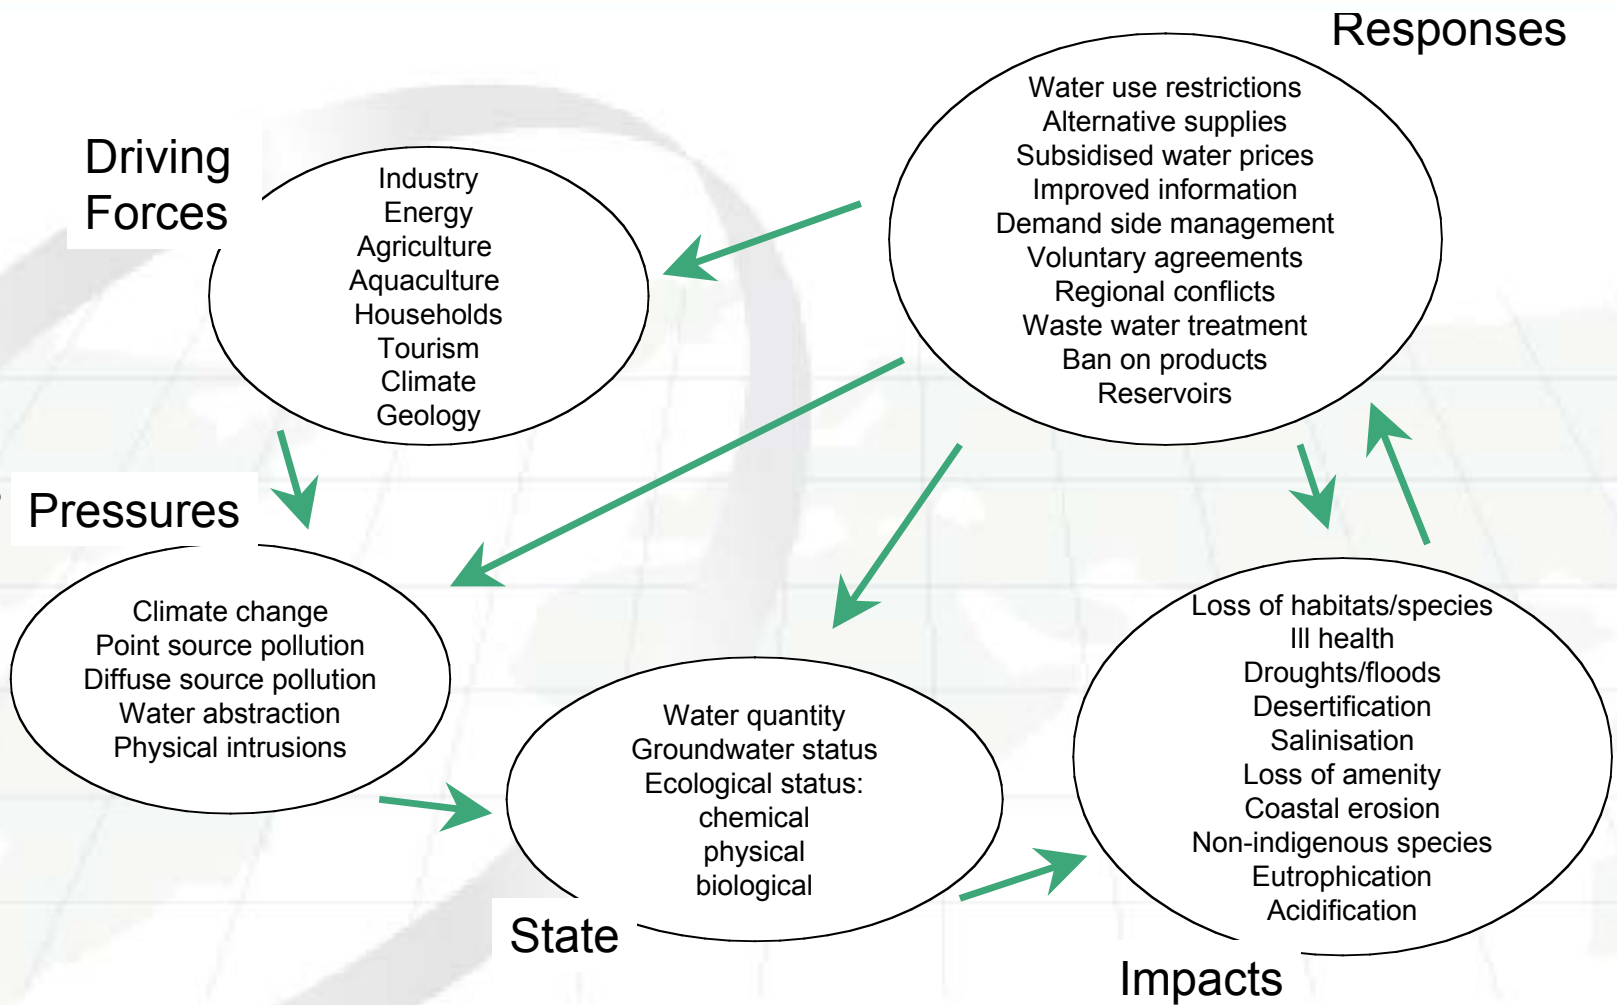 Responses
Water use restrictions
Alternative supplies
Subsidised water prices
Improved information
Demand side management
Voluntary agreements
Regional conflicts
Waste water treatment
Ban on products
Reservoirs
Driving
Forces
Industry
Energy
Agriculture
Aquaculture
Households
Tourism
Climate
Geology
Pressures
Climate change
Point source pollution
Diffuse source pollution
Water abstraction
Physical intrusions
Water quantity
Groundwater status
Ecological status:
chemical
physical
biological
State
Loss of habitats/species
Ill health
Droughts/floods
Desertification
Salinisation
Loss of amenity
Coastal erosion
Non-indigenous species
Eutrophication
Acidification
Impacts